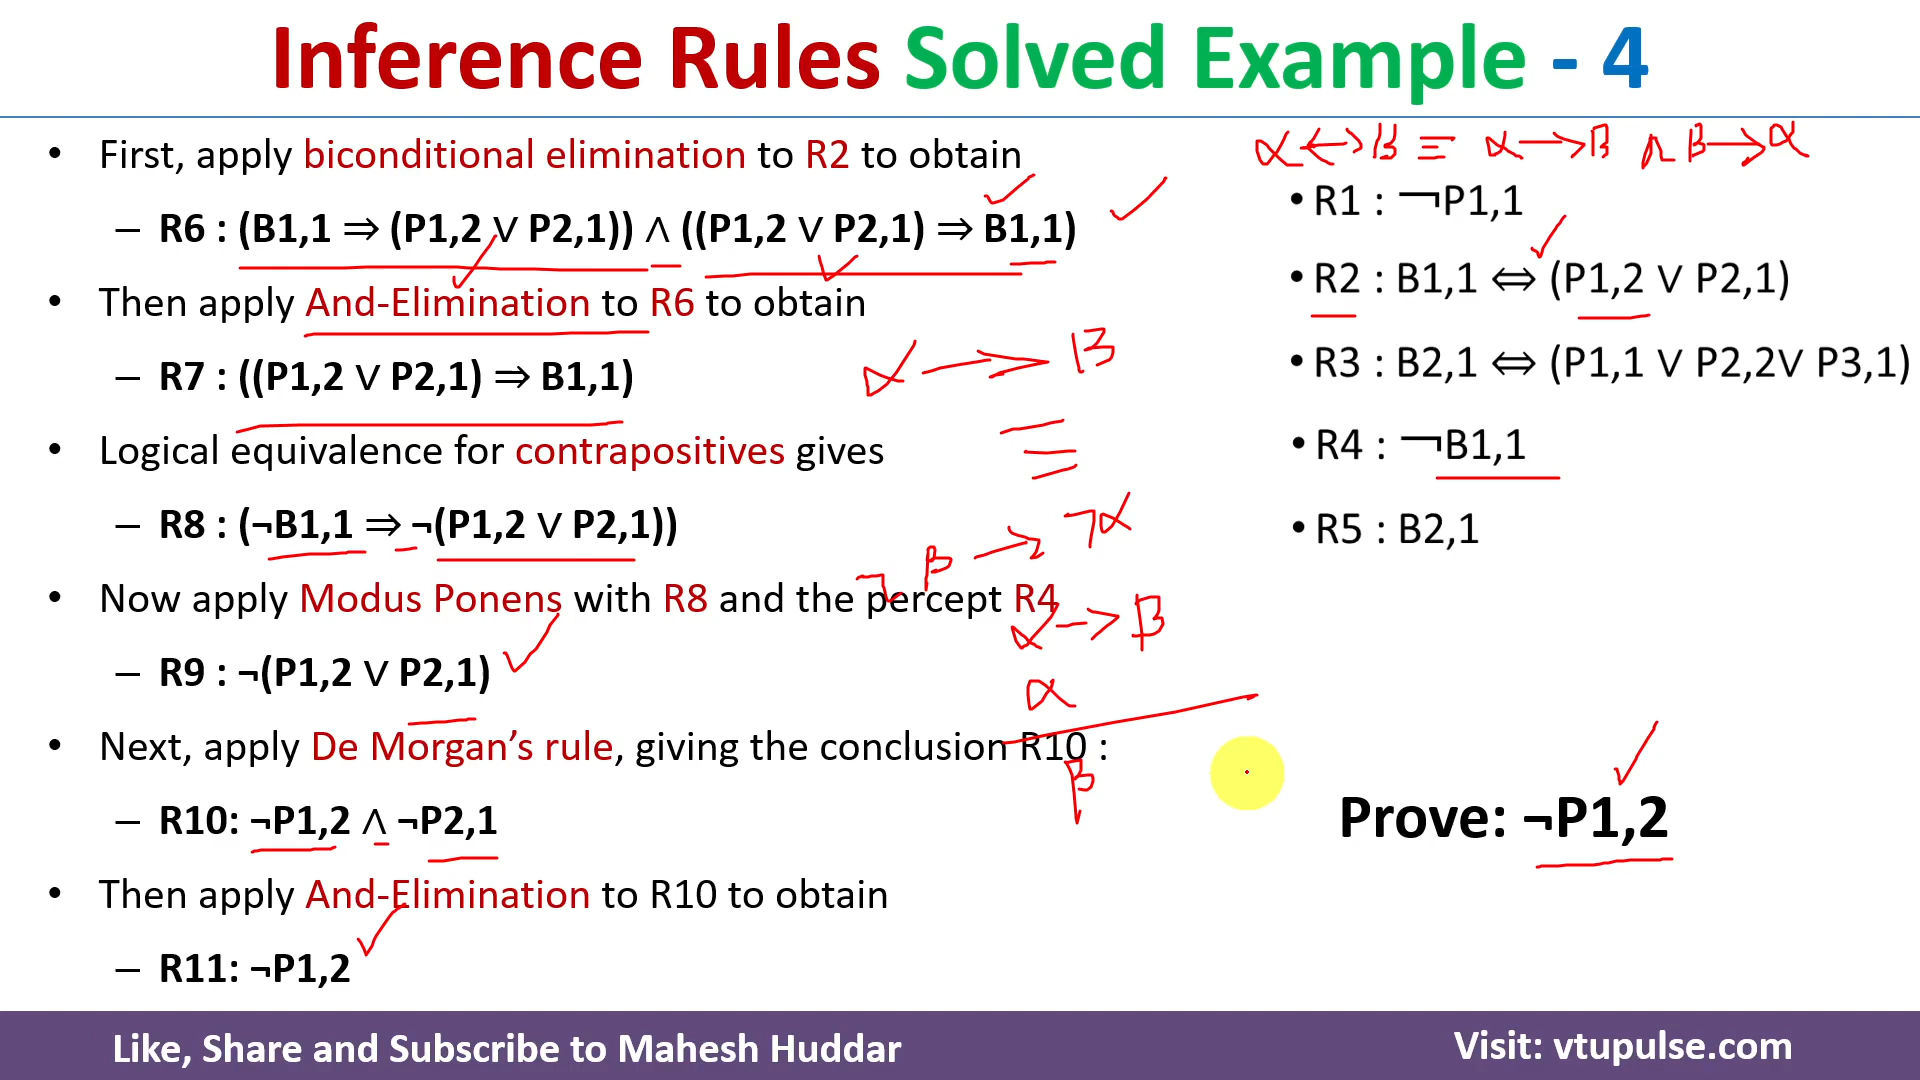 Inference Rules Solved Example - 4
• First, apply biconditional elimination to R2 to obtain
– R6 : (B1,1 ⇒ (P1,2 ∨ P2,1)) ∧ ((P1,2 ∨ P2,1) ⇒ B1,1)
• Then apply And-Elimination to R6 to obtain
– R7 : ((P1,2 ∨ P2,1) ⇒ B1,1)
• Logical equivalence for contrapositives gives
– R8 : (¬B1,1 ⇒ ¬(P1,2 ∨ P2,1))
• Now apply Modus Ponens with R8 and the percept R4
– R9 : ¬(P1,2 ∨ P2,1)
• Next, apply De Morgan’s rule, giving the conclusion R10 :
– R10: ¬P1,2 ∧ ¬P2,1
• Then apply And-Elimination to R10 to obtain
– R11: ¬P1,2
α ↔ β ≡ α → β ∧ β → α
• R1 : ¬P1,1
• R2 : B1,1 ⇔ (P1,2 ∨ P2,1)
• R3 : B2,1 ⇔ (P1,1 ∨ P2,2∨ P3,1)
• R4 : ¬B1,1
• R5 : B2,1
α → β
≡
¬β → ¬α
α → β
α
β
Prove: ¬P1,2
Like, Share and Subscribe to Mahesh Huddar
Visit: vtupulse.com